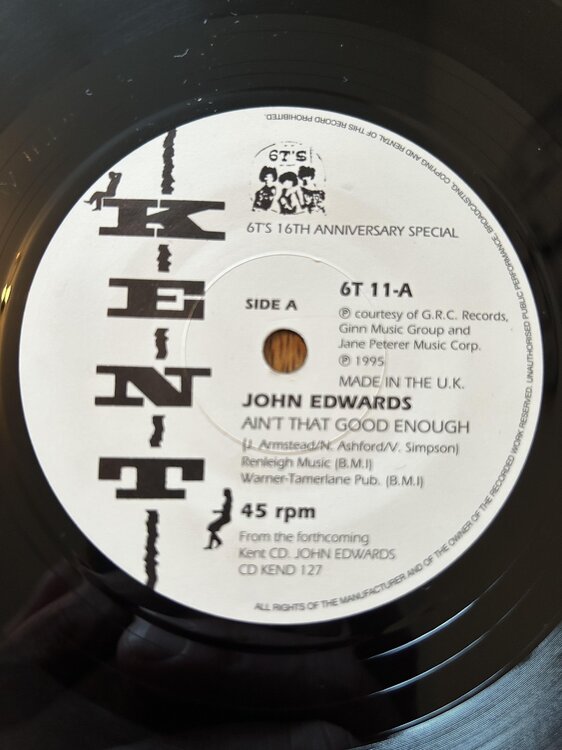 BROADCASTING, COPYING AND RENTAL OF THIS RECORD PROHIBITED.
6T'S
6T'S 16TH ANNIVERSARY SPECIAL
K-E-N-T
SIDE A
6T 11-A
℗ courtesy of G.R.C. Records,
Ginn Music Group and
Jane Peterer Music Corp.
℗ 1995
MADE IN THE U.K.
JOHN EDWARDS
AIN'T THAT GOOD ENOUGH
(J. Armstead/N. Ashford/V. Simpson)
Renleigh Music (B.M.I)
Warner-Tamerlane Pub. (B.M.I)
45 rpm
From the forthcoming
Kent CD. JOHN EDWARDS
CD KEND 127
ALL RIGHTS OF THE MANUFACTURER AND OF THE OWNER OF THE RECORDED WORK RESERVED. UNAUTHORISED PUBLIC PERFORMANCE,